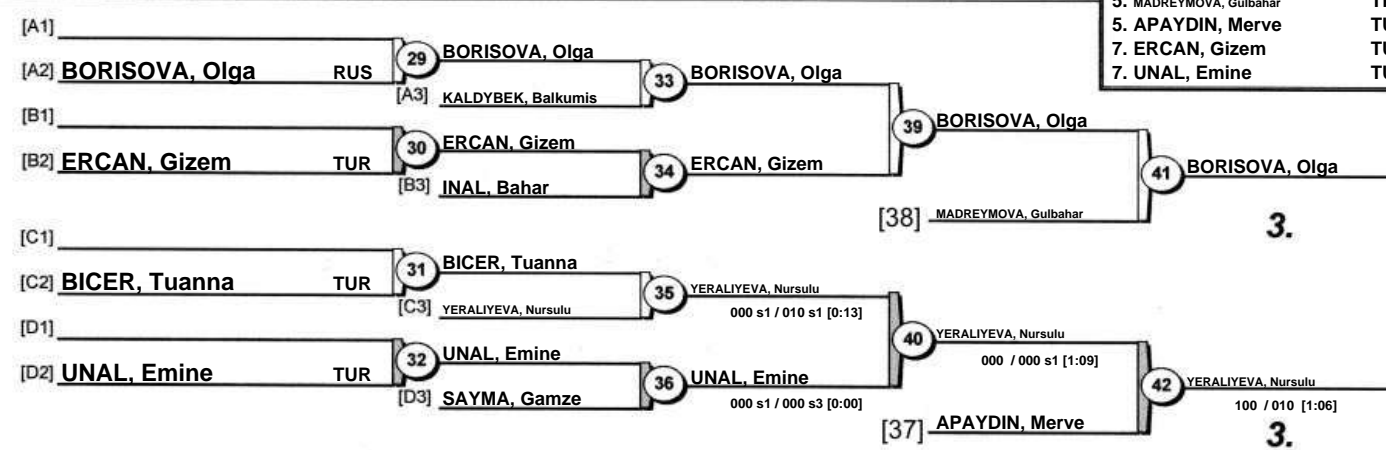 5. MADREYMOVA, Gulbahar
5. APAYDIN, Merve TU
7. ERCAN, Gizem TU
7. UNAL, Emine TU
[A1]
[A2] BORISOVA, Olga RUS
29 BORISOVA, Olga
[A3] KALDYBEK, Balkumis
33 BORISOVA, Olga
[B1]
[B2] ERCAN, Gizem TUR
30 ERCAN, Gizem
[B3] INAL, Bahar
34 ERCAN, Gizem
39 BORISOVA, Olga
[38] MADREYMOVA, Gulbahar
41 BORISOVA, Olga
3.
[C1]
[C2] BICER, Tuanna TUR
31 BICER, Tuanna
[C3] YERALIYEVA, Nursulu
35 YERALIYEVA, Nursulu
000 s1 / 010 s1 [0:13]
[D1]
[D2] UNAL, Emine TUR
32 UNAL, Emine
[D3] SAYMA, Gamze
36 UNAL, Emine
000 s1 / 000 s3 [0:00]
40 YERALIYEVA, Nursulu
000 / 000 s1 [1:09]
[37] APAYDIN, Merve
42 YERALIYEVA, Nursulu
100 / 010 [1:06]
3.